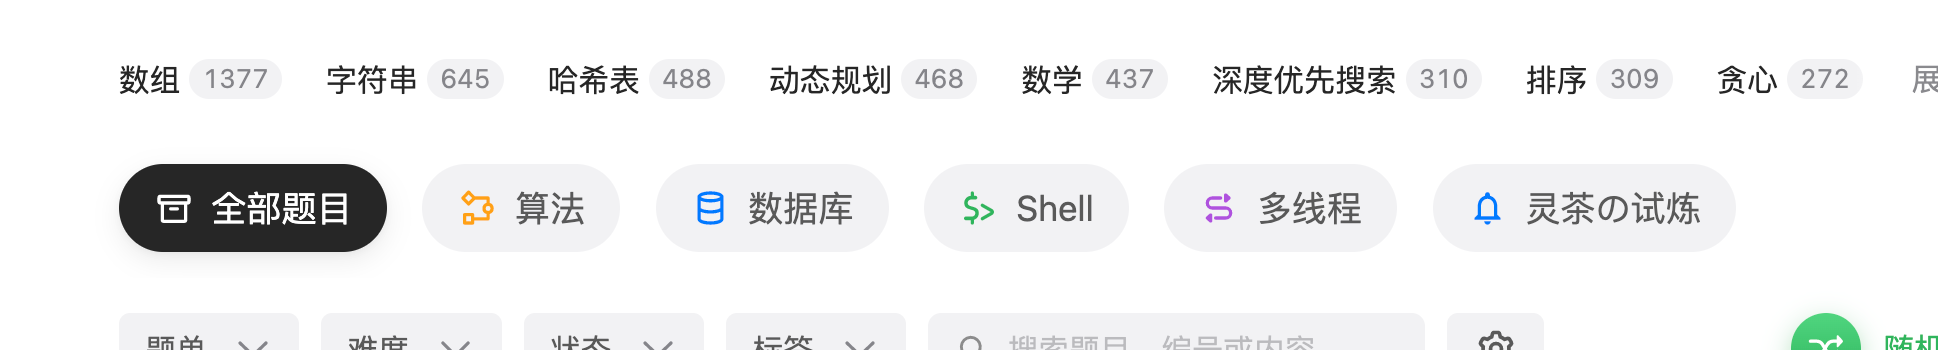 数组 1377 字符串 645 哈希表 488 动态规划 468 数学 437 深度优先搜索 310 排序 309 贪心 272 展
全部题目 算法 数据库 Shell 多线程 灵茶の试炼
题单 难度 状态 标签 搜索题目、编号或内容 随机